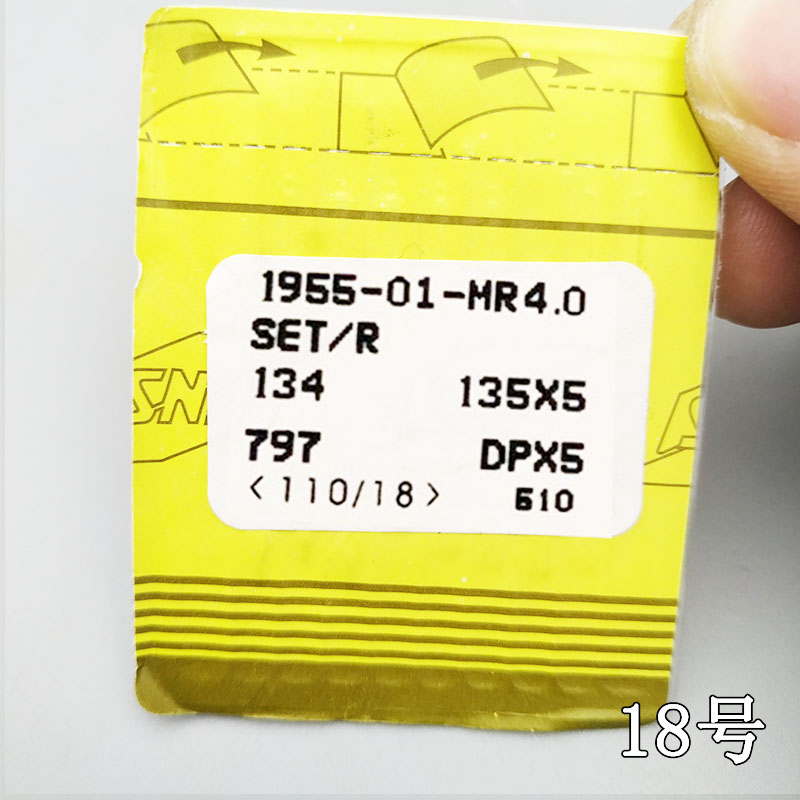 1955-01-MR4.0
SET/R
134 135X5
797 DPX5
<110/18> 610
18号